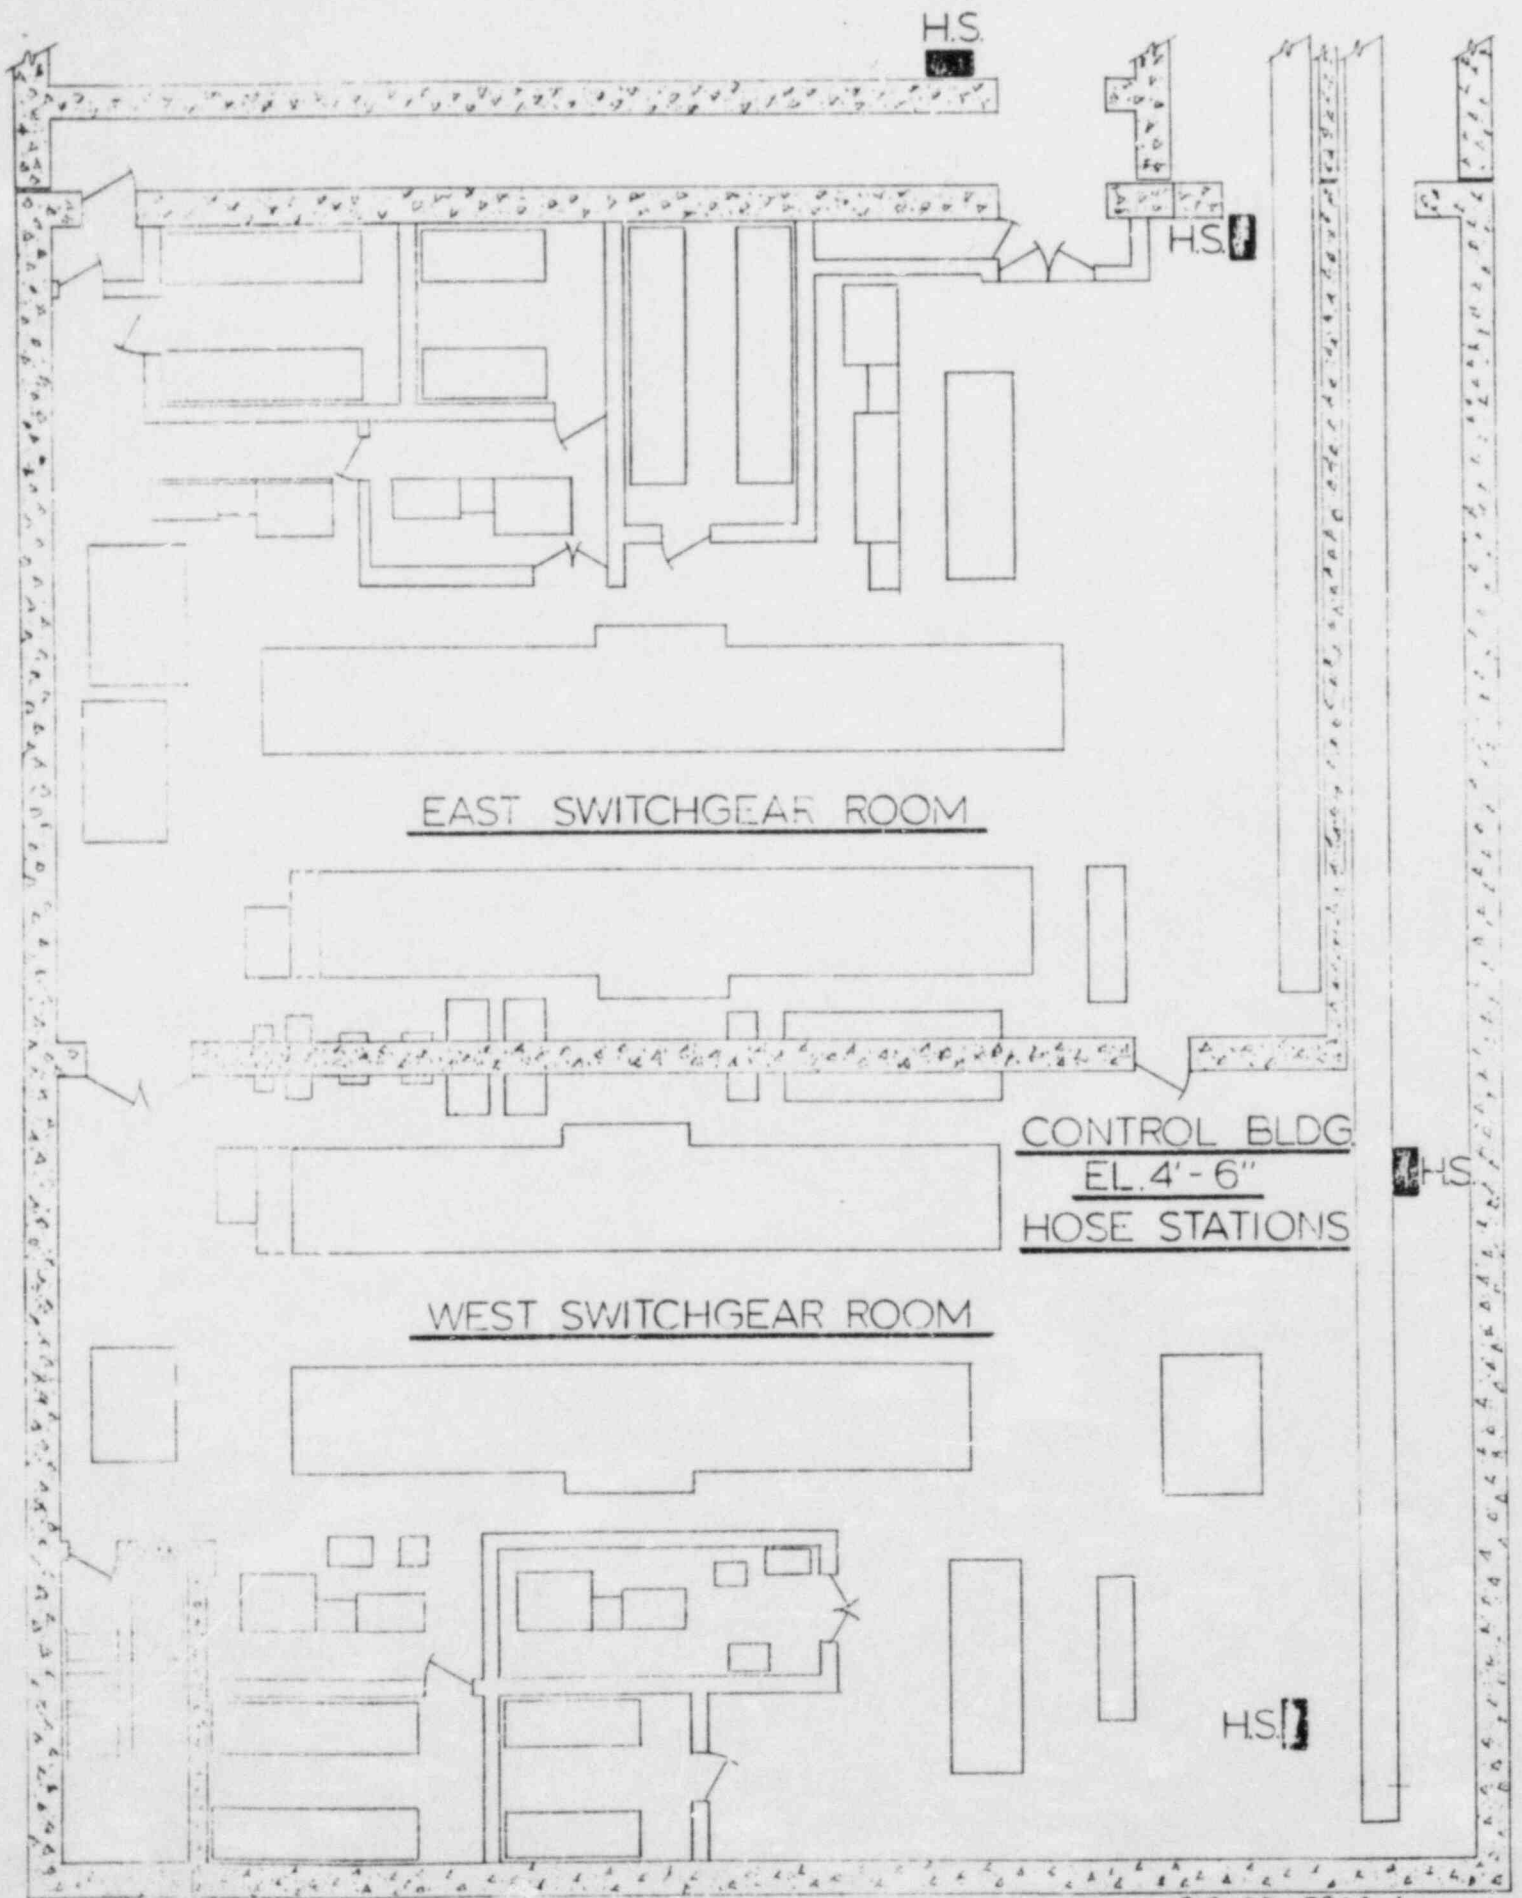 H.S.
H.S.
EAST SWITCHGEAR ROOM
CONTROL BLDG
EL. 4'-6"
H.S.
HOSE STATIONS
WEST SWITCHGEAR ROOM
H.S.